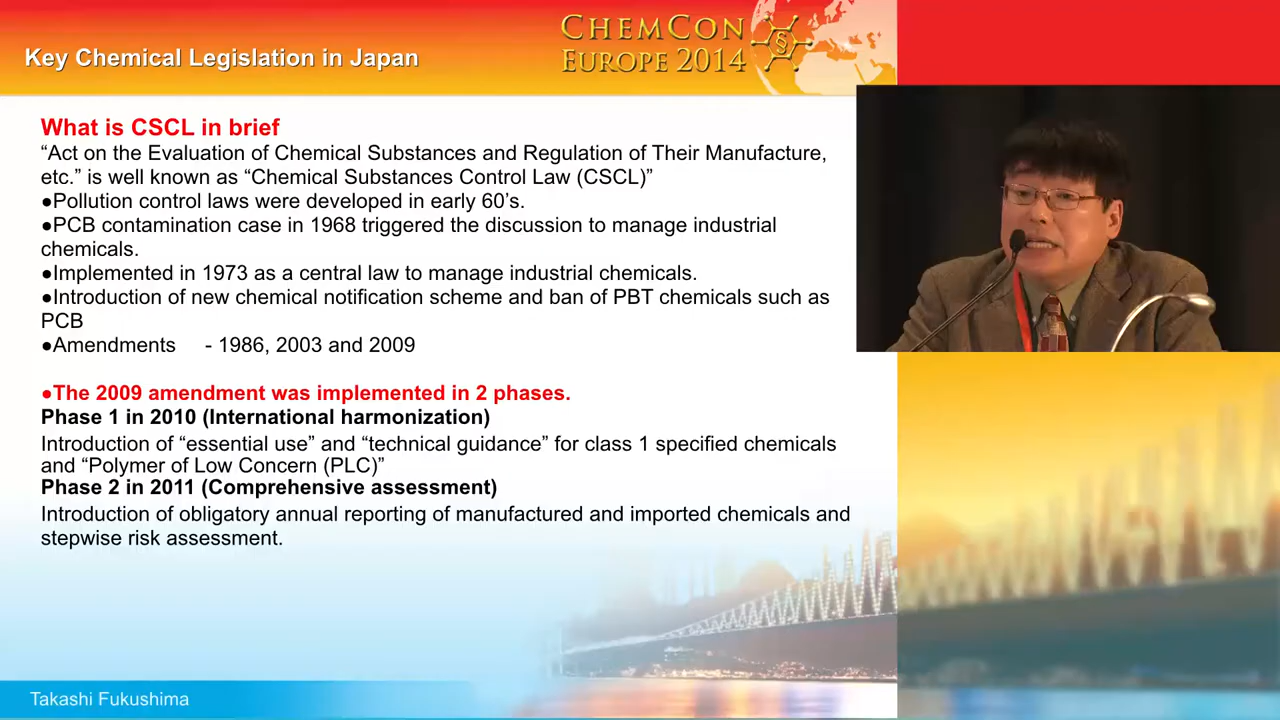 Key Chemical Legislation in Japan
CHEMCON
EUROPE 2014
§
What is CSCL in brief
“Act on the Evaluation of Chemical Substances and Regulation of Their Manufacture,
etc.” is well known as “Chemical Substances Control Law (CSCL)”
●Pollution control laws were developed in early 60’s.
●PCB contamination case in 1968 triggered the discussion to manage industrial
chemicals.
●Implemented in 1973 as a central law to manage industrial chemicals.
●Introduction of new chemical notification scheme and ban of PBT chemicals such as
PCB
●Amendments - 1986, 2003 and 2009
●The 2009 amendment was implemented in 2 phases.
Phase 1 in 2010 (International harmonization)
Introduction of “essential use” and “technical guidance” for class 1 specified chemicals
and “Polymer of Low Concern (PLC)”
Phase 2 in 2011 (Comprehensive assessment)
Introduction of obligatory annual reporting of manufactured and imported chemicals and
stepwise risk assessment.
Takashi Fukushima